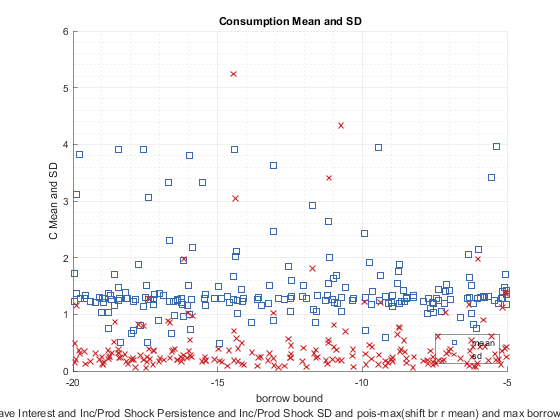 Consumption Mean and SD
6
5
4
3
2
1
0
C Mean and SD
mean
sd
-20
-15
-10
-5
borrow bound
ave Interest and Inc/Prod Shock Persistence and Inc/Prod Shock SD and pois-max(shift br r mean) and max borrow